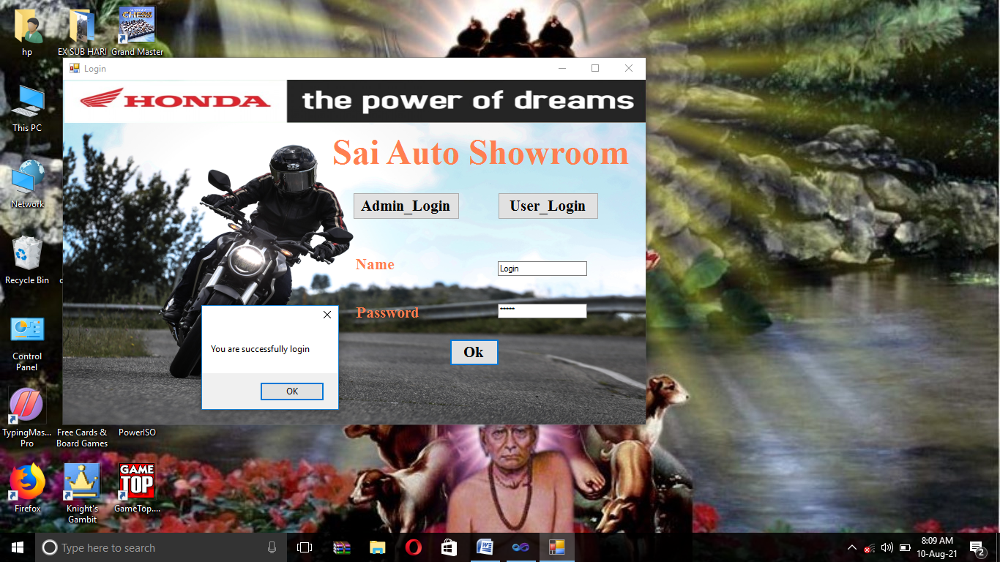 hp
EX SUB HARI
CHESS
Grand Master
This PC
Network
Recycle Bin
Control
Panel
TypingMas...
Pro
Free Cards &
Board Games
PowerISO
Firefox
Knight's
Gambit
GAME
TOP
GameTop....
Login
HONDA
the power of dreams
Sai Auto Showroom
Admin_Login
User_Login
Name
Login
Password
*****
Ok
You are successfully login
OK
Type here to search
8:09 AM
10-Aug-21
2